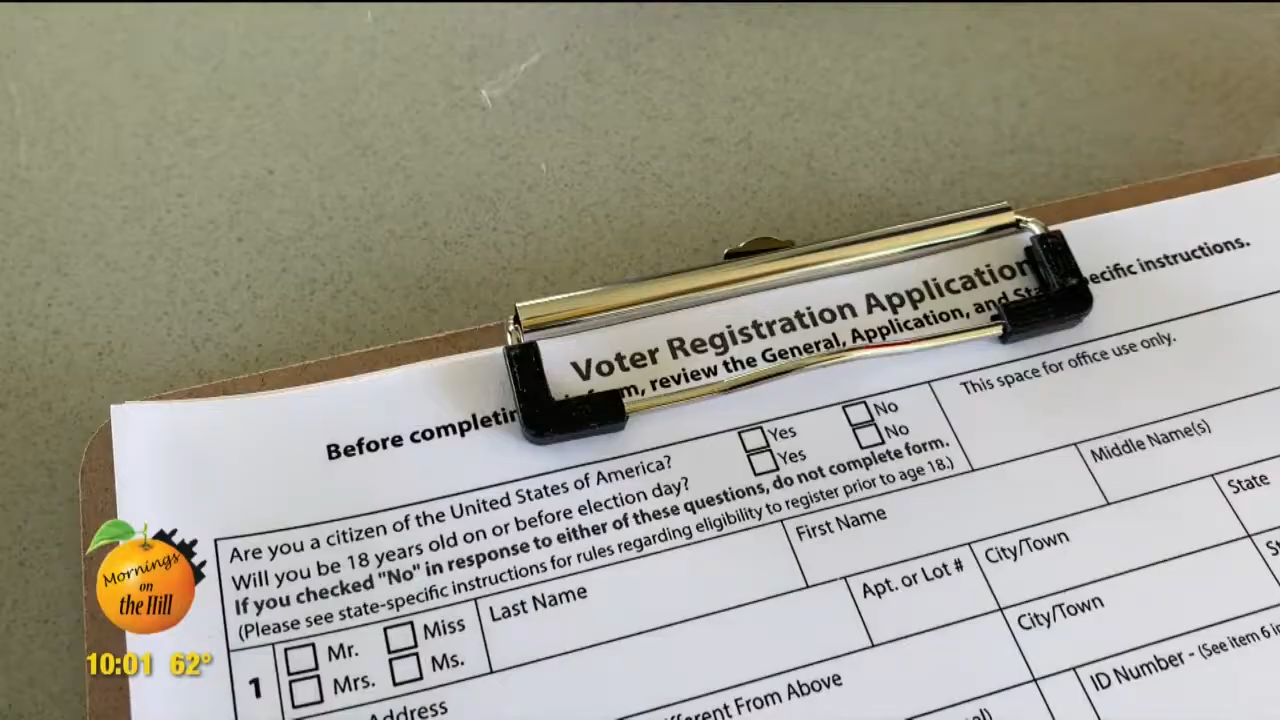 Voter Registration Application
Before completin form, review the General, Application, and Sta specific instructions.
Are you a citizen of the United States of America? Yes No
Will you be 18 years old on or before election day? Yes No
If you checked "No" in response to either of these questions, do not complete form.
(Please see state-specific instructions for rules regarding eligibility to register prior to age 18.)
This space for office use only.
1
Mr.
Miss
Mrs.
Ms.
Last Name
First Name
Middle Name(s)
Address
Apt. or Lot #
City/Town
State
fferent From Above
City/Town
St
ID Number - (See item 6 in
Mornings
on
the Hill
10:01 62°